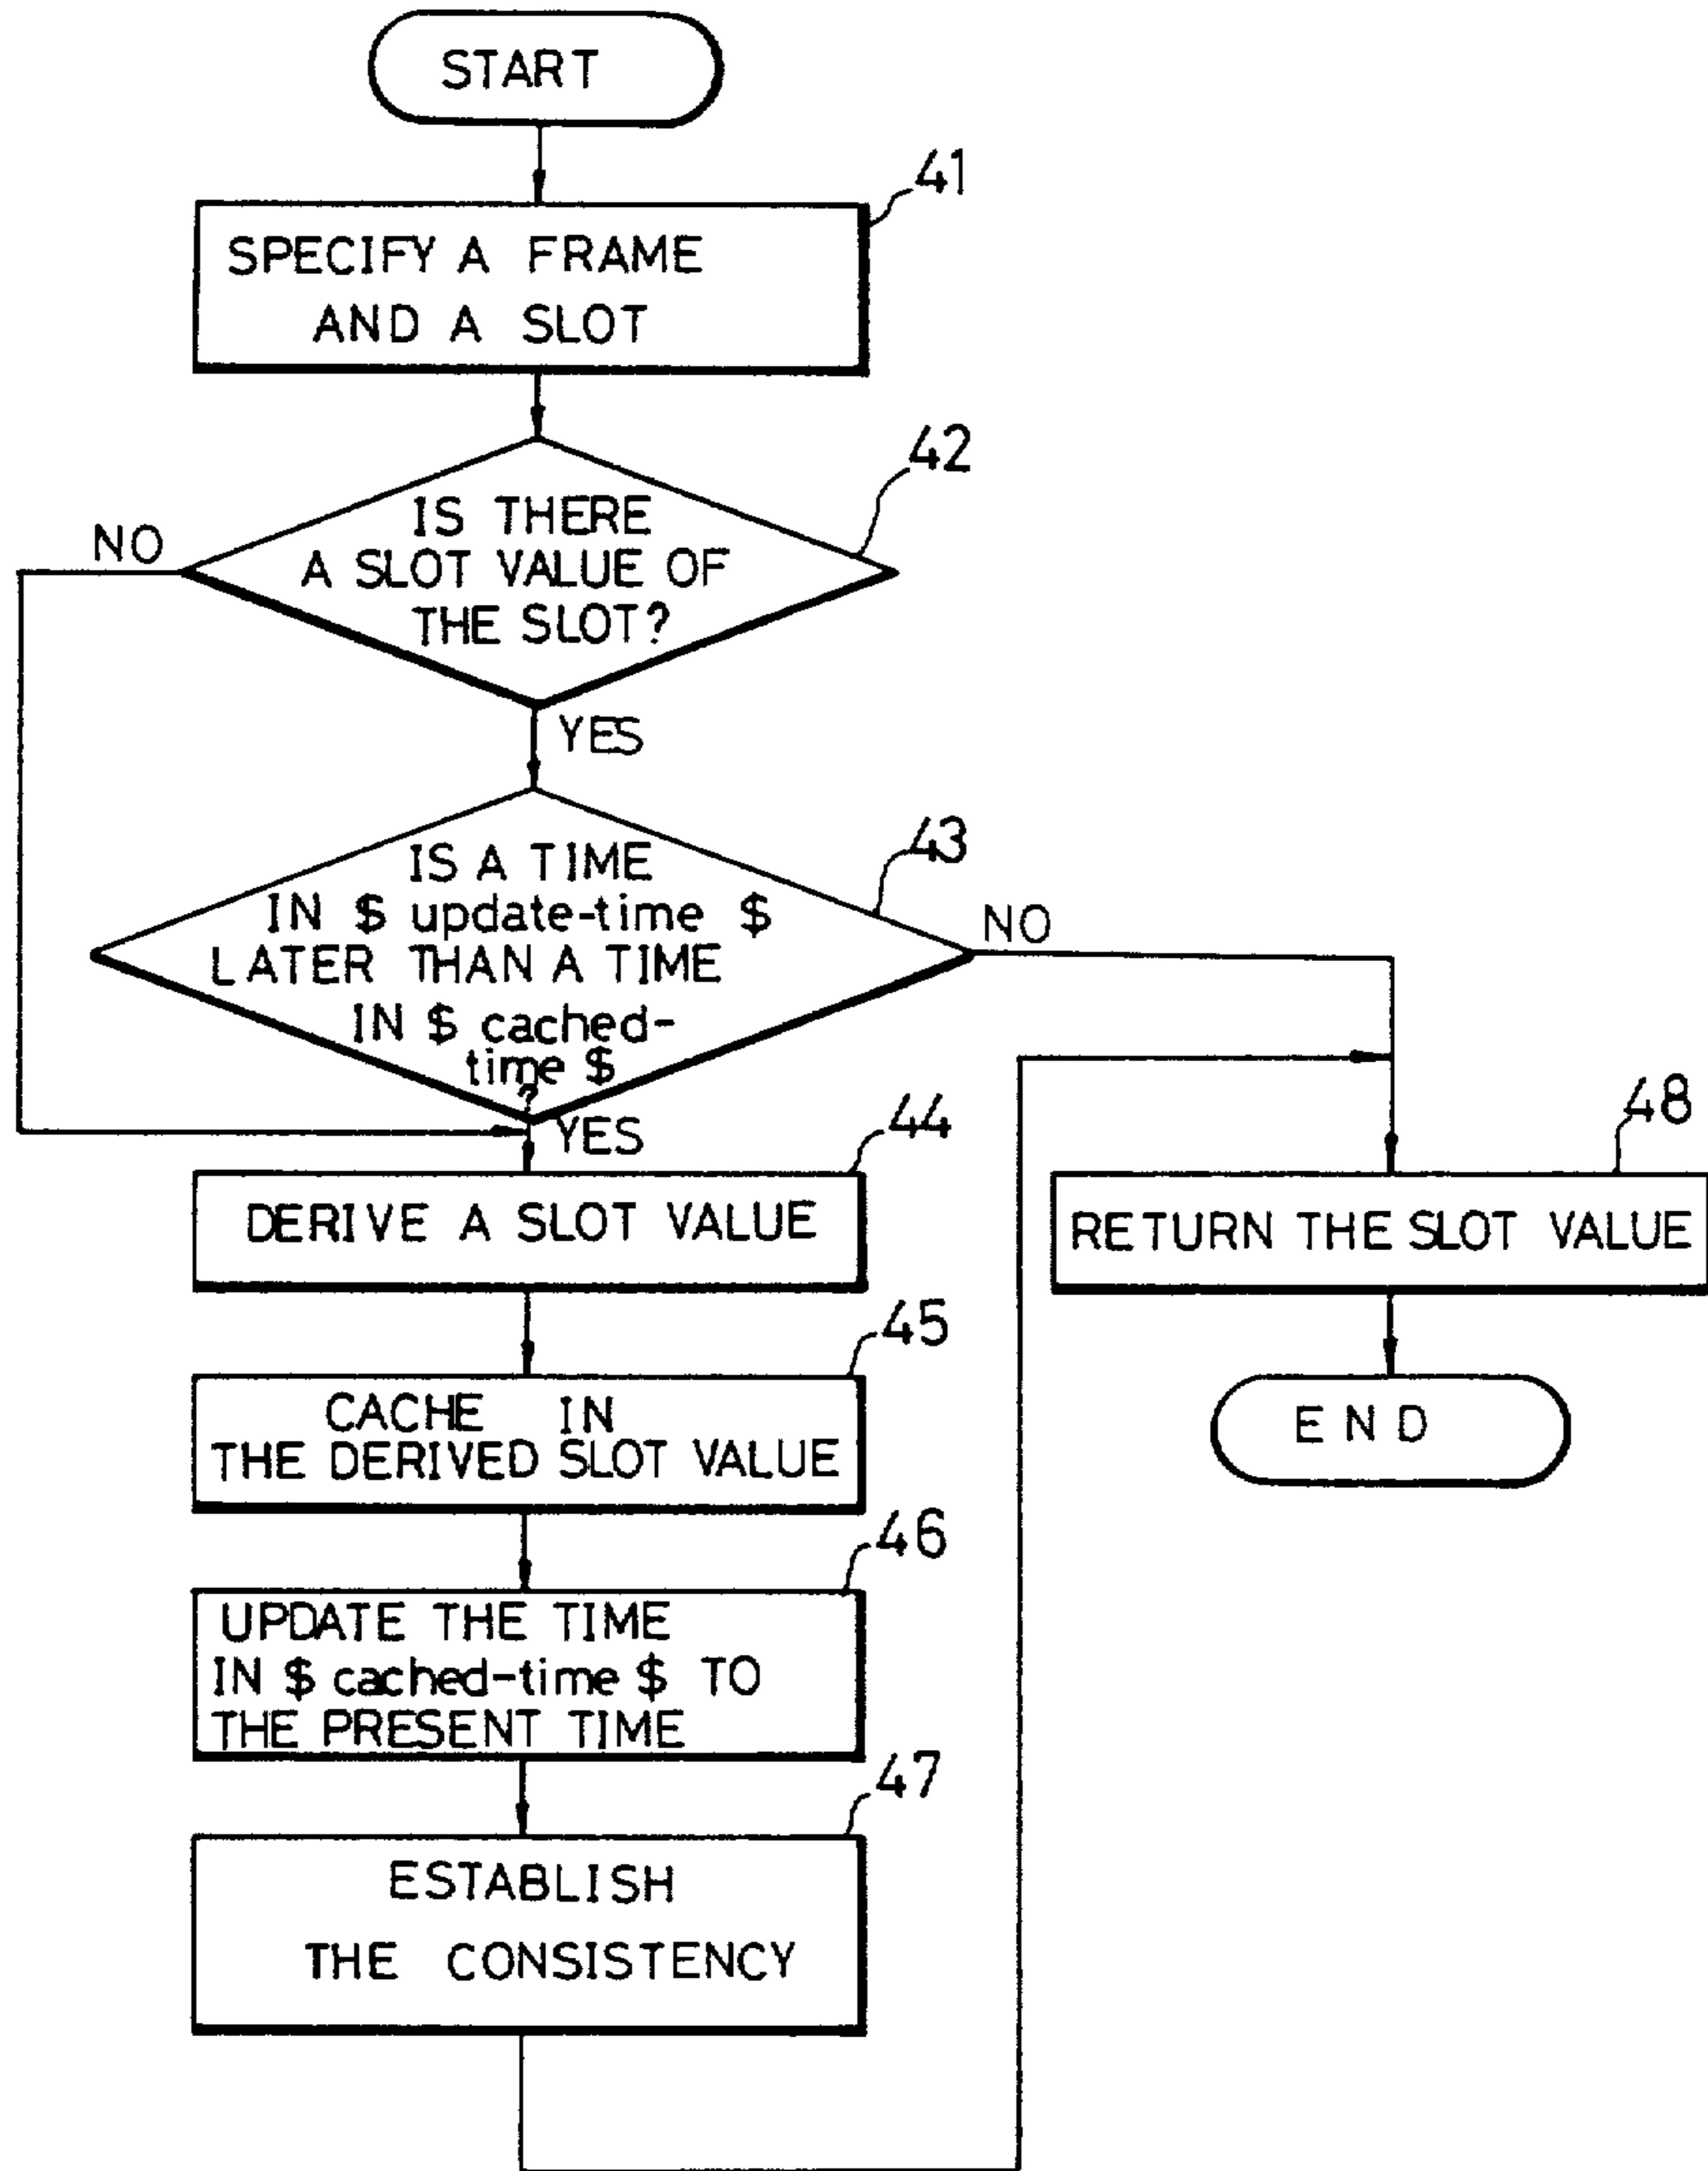 START
41
SPECIFY A FRAME
AND A SLOT
42
IS THERE
A SLOT VALUE OF
THE SLOT?
NO
YES
43
IS A TIME
IN $ update-time $
LATER THAN A TIME
IN $ cached-
time $
?
NO
YES
44
DERIVE A SLOT VALUE
48
RETURN THE SLOT VALUE
45
CACHE IN
THE DERIVED SLOT VALUE
END
46
UPDATE THE TIME
IN $ cached-time $ TO
THE PRESENT TIME
47
ESTABLISH
THE CONSISTENCY